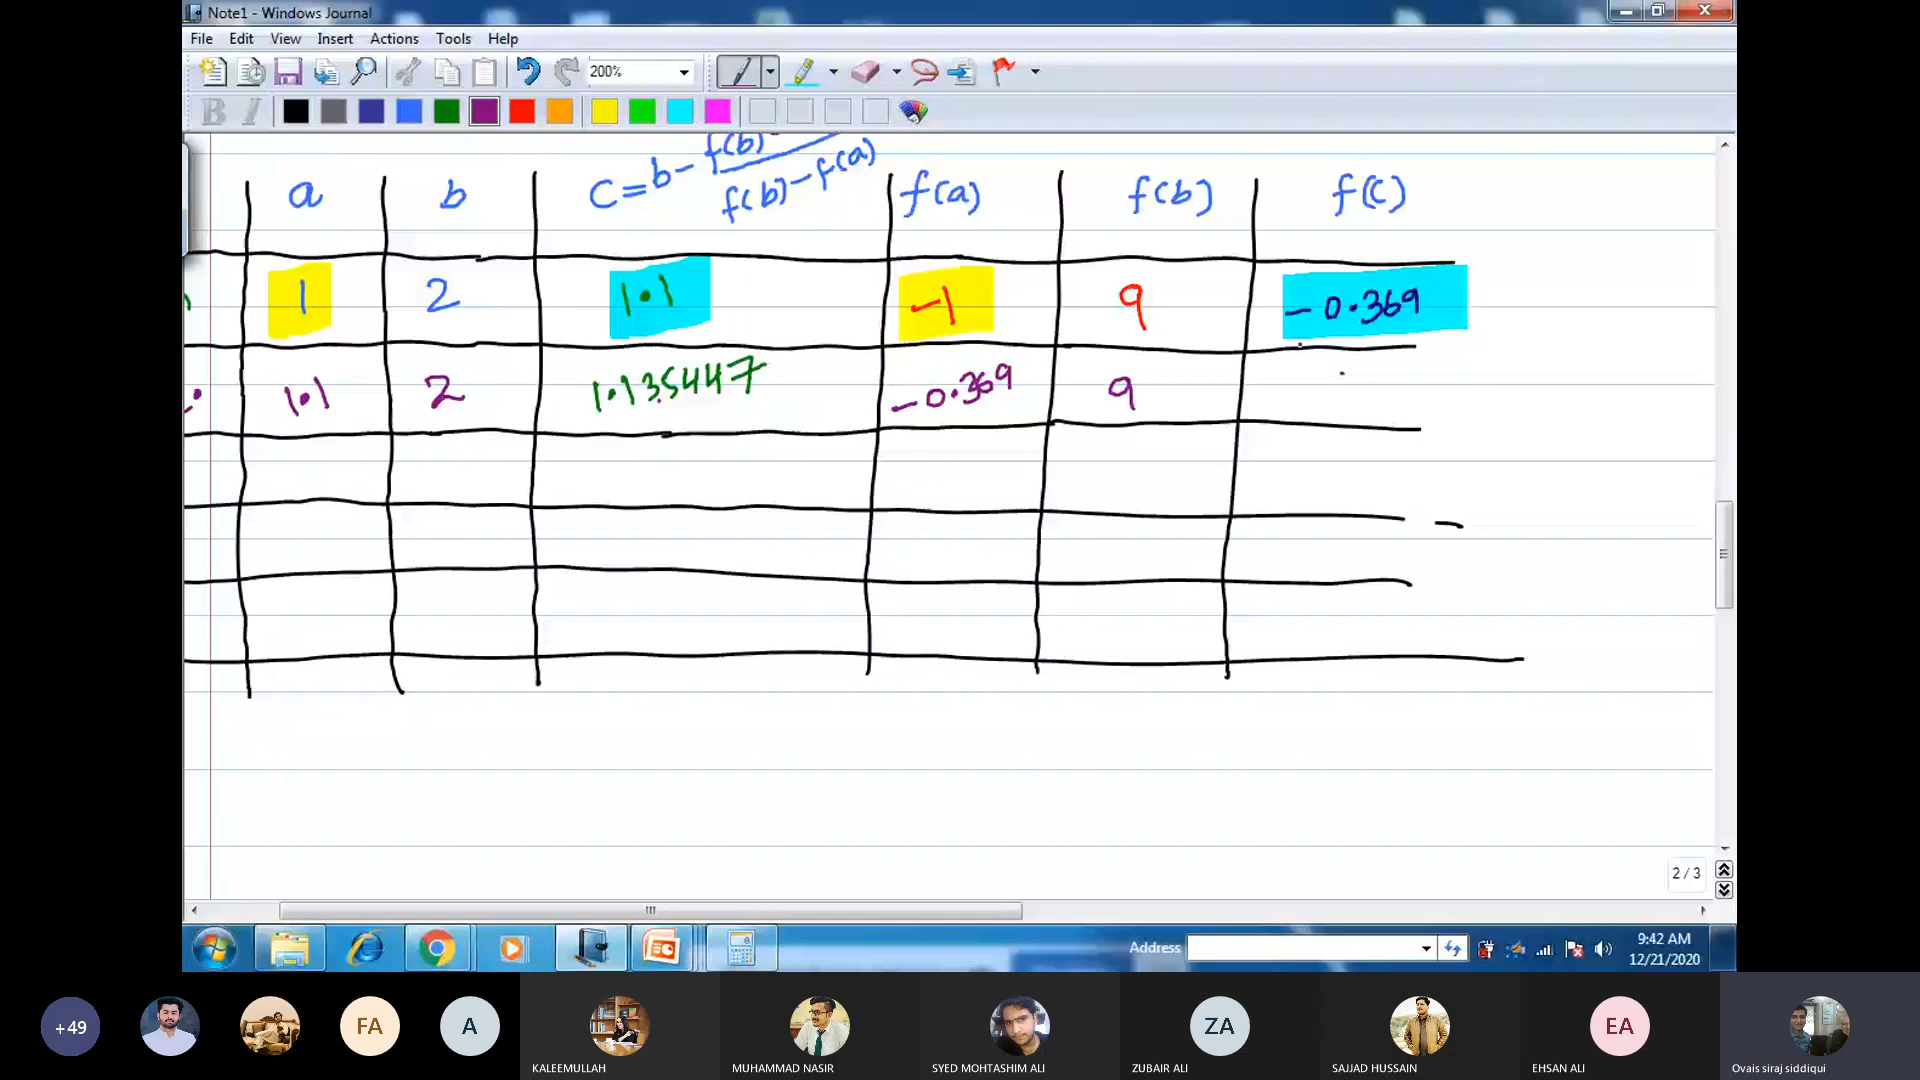 Note1 - Windows Journal
File Edit View Insert Actions Tools Help
200%
B I
a b C = b - f(b) / f(b) - f(a) f(a) f(b) f(c)
1 2 1.1 -1 9 -0.369
1.1 2 1.135447 -0.369 9
2 / 3
Address
9:42 AM
12/21/2020
+49 FA A ZA EA
KALEEMULLAH MUHAMMAD NASIR SYED MOHTASHIM ALI ZUBAIR ALI SAJJAD HUSSAIN EHSAN ALI Ovais siraj siddiqui